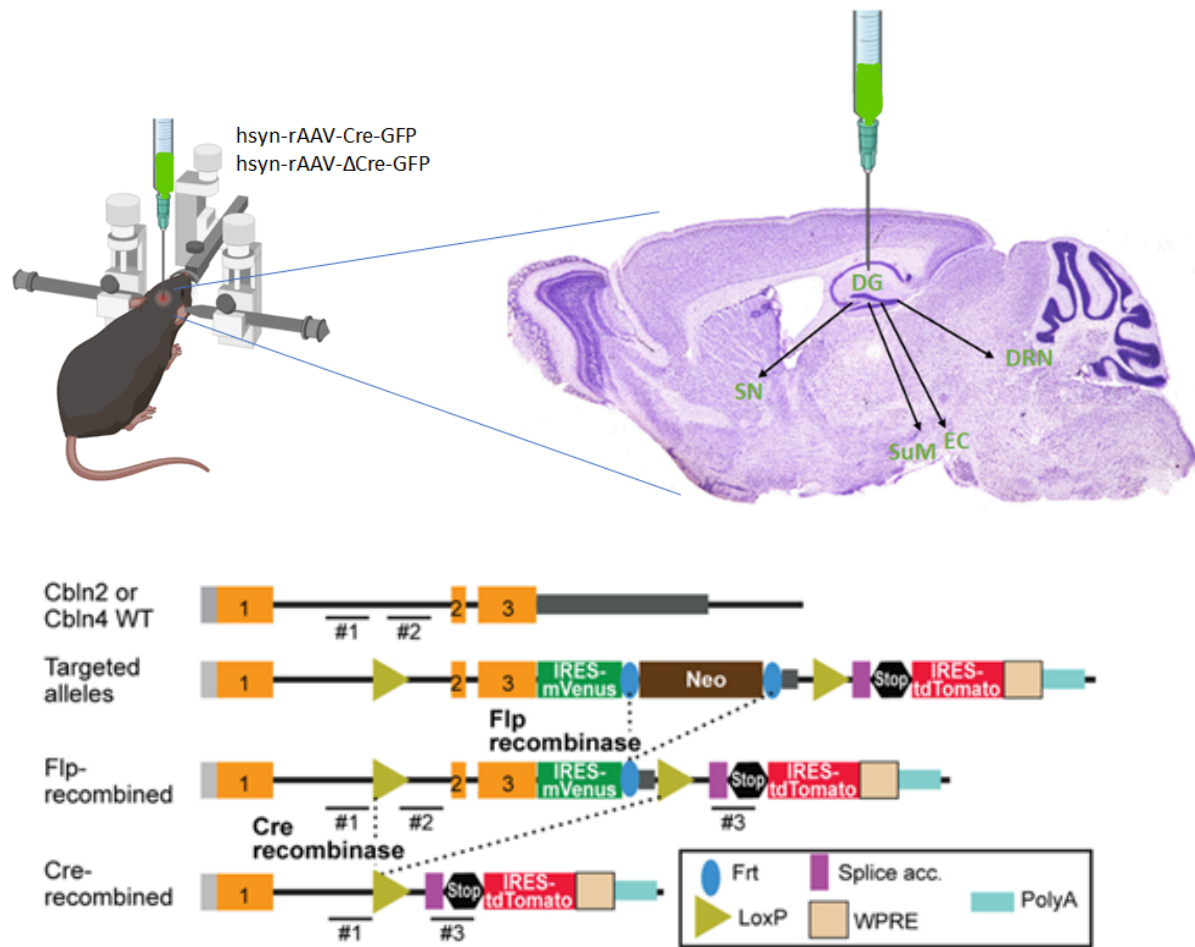 hsyn-rAAV-Cre-GFP
hsyn-rAAV-ΔCre-GFP
DG
SN
DRN
SuM
EC
Cbln2 or
Cbln4 WT
1
2
3
#1
#2
Targeted
alleles
1
2
3
IRES-
mVenus
Neo
Stop
IRES-
tdTomato
Flp
recombinase
Flp-
recombined
1
2
3
IRES-
mVenus
Stop
IRES-
tdTomato
#1
#2
#3
Cre
recombinase
Cre-
recombined
1
Stop
IRES-
tdTomato
#1
#3
Frt
Splice acc.
PolyA
LoxP
WPRE